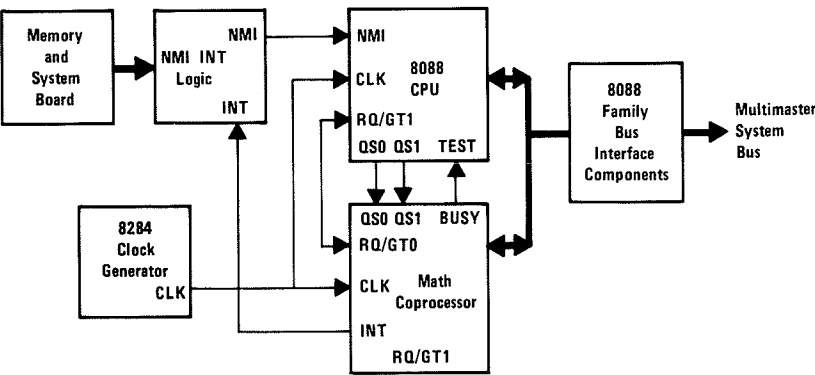 Memory
and
System
Board
NMI
NMI INT
Logic
INT
NMI
8088
CPU
CLK
RQ/GT1
QS0 QS1 TEST
8088
Family
Bus
Interface
Components
Multimaster
System
Bus
8284
Clock
Generator
CLK
QS0 QS1 BUSY
RQ/GT0
CLK
Math
Coprocessor
INT
RQ/GT1